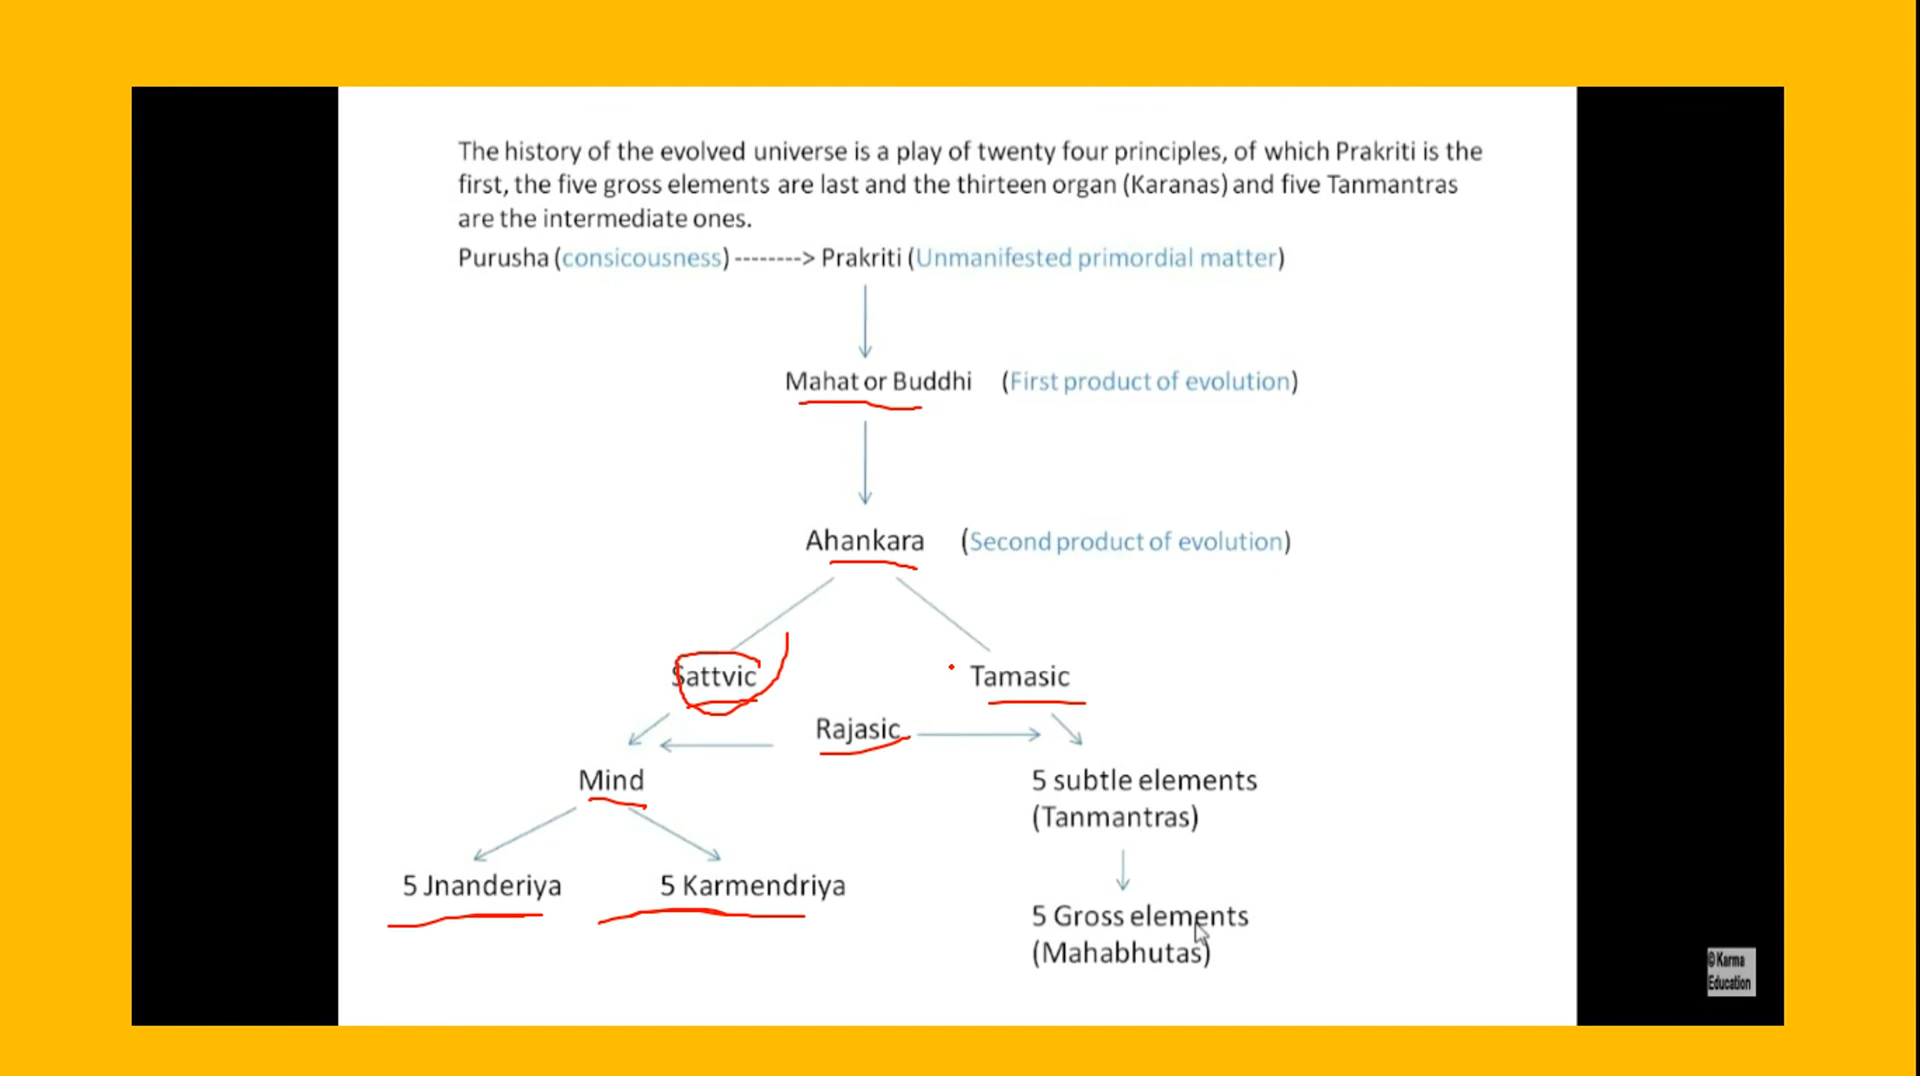 The history of the evolved universe is a play of twenty four principles, of which Prakriti is the
first, the five gross elements are last and the thirteen organ (Karanas) and five Tanmantras
are the intermediate ones.
Purusha (consicousness) --------> Prakriti (Unmanifested primordial matter)
Mahat or Buddhi (First product of evolution)
Ahankara (Second product of evolution)
Sattvic
Tamasic
Rajasic
Mind
5 subtle elements
(Tanmantras)
5 Jnanderiya
5 Karmendriya
5 Gross elements
(Mahabhutas)
©Karma
Education